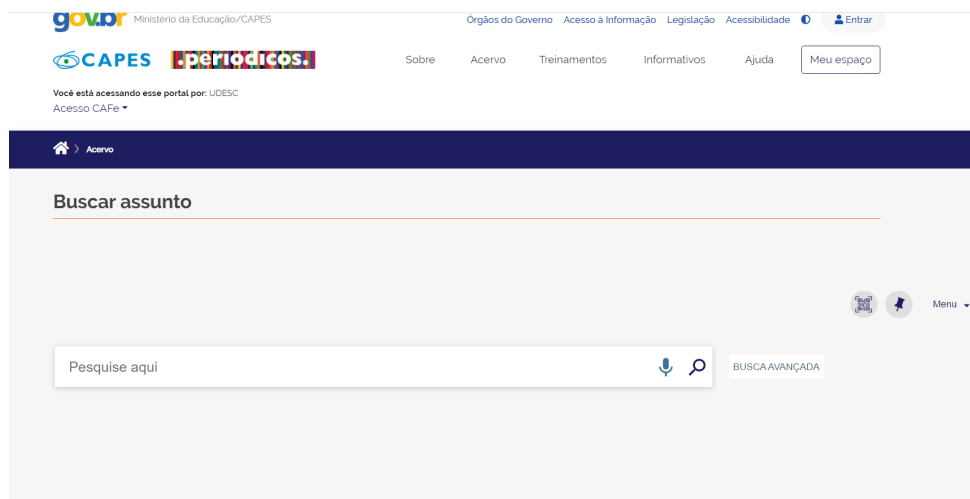 gov.br Ministério da Educação/CAPES Órgãos do Governo Acesso à Informação Legislação Acessibilidade Entrar
CAPES .periodicos. Sobre Acervo Treinamentos Informativos Ajuda Meu espaço
Você está acessando esse portal por: UDESC
Acesso CAFe
Acervo
Buscar assunto
Menu
Pesquise aqui BUSCA AVANÇADA